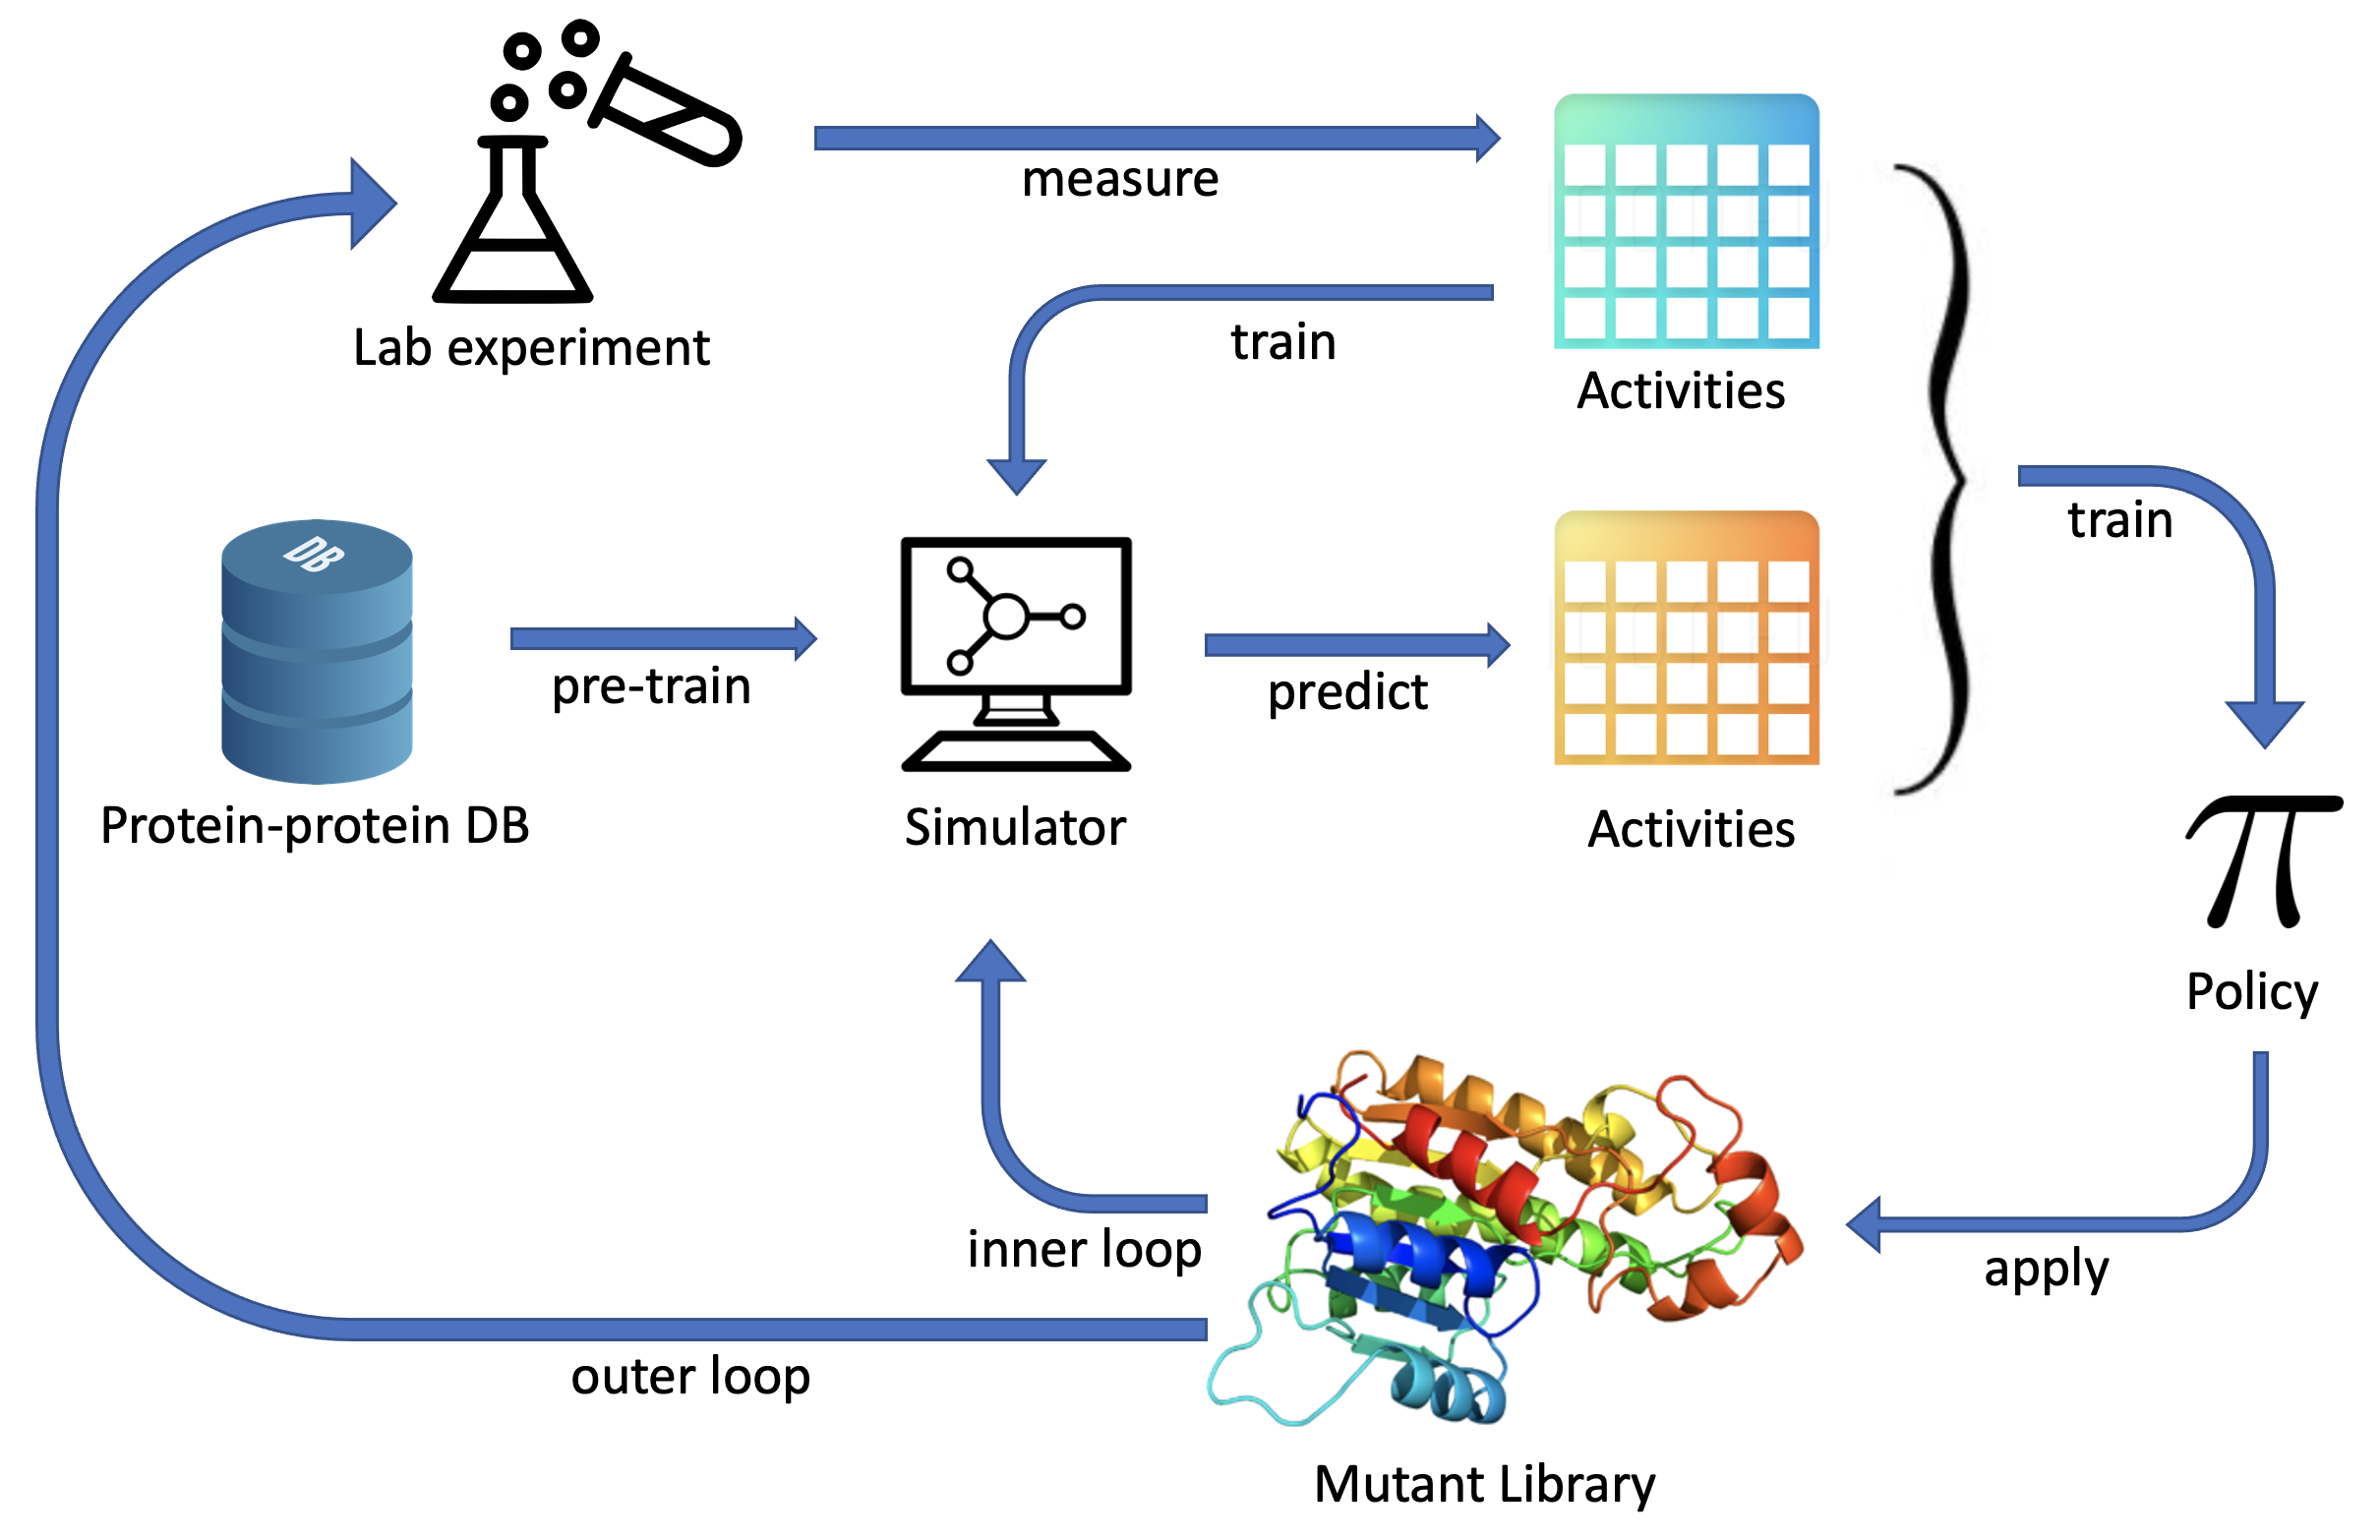 measure
Lab experiment
train
Activities
train
DB
pre-train
predict
Protein-protein DB
Simulator
Activities
π
Policy
inner loop
apply
outer loop
Mutant Library